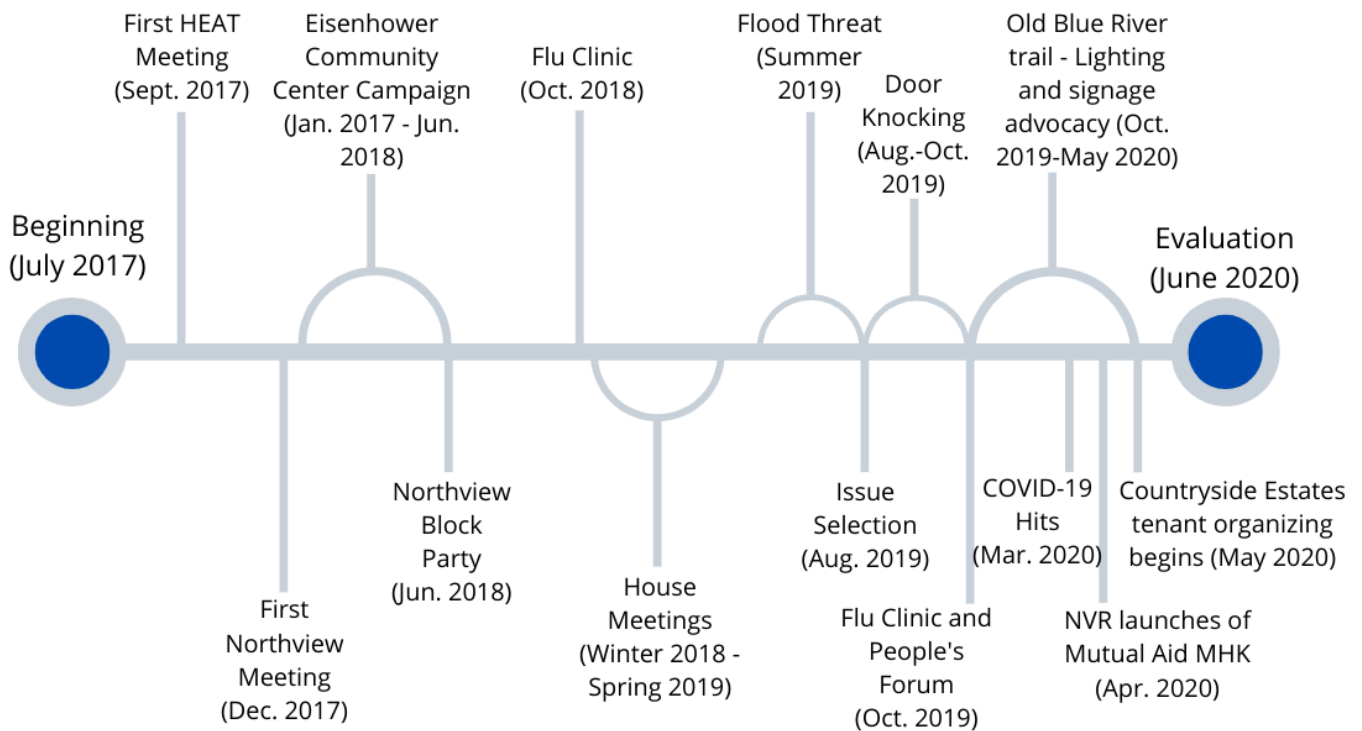 Beginning
(July 2017)
First HEAT
Meeting
(Sept. 2017)
First
Northview
Meeting
(Dec. 2017)
Eisenhower
Community
Center Campaign
(Jan. 2017 - Jun.
2018)
Northview
Block
Party
(Jun. 2018)
Flu Clinic
(Oct. 2018)
House
Meetings
(Winter 2018 -
Spring 2019)
Flood Threat
(Summer
2019)
Issue
Selection
(Aug. 2019)
Door
Knocking
(Aug.-Oct.
2019)
Flu Clinic and
People's
Forum
(Oct. 2019)
Old Blue River
trail - Lighting
and signage
advocacy (Oct.
2019-May 2020)
COVID-19
Hits
(Mar. 2020)
NVR launches of
Mutual Aid MHK
(Apr. 2020)
Countryside Estates
tenant organizing
begins (May 2020)
Evaluation
(June 2020)